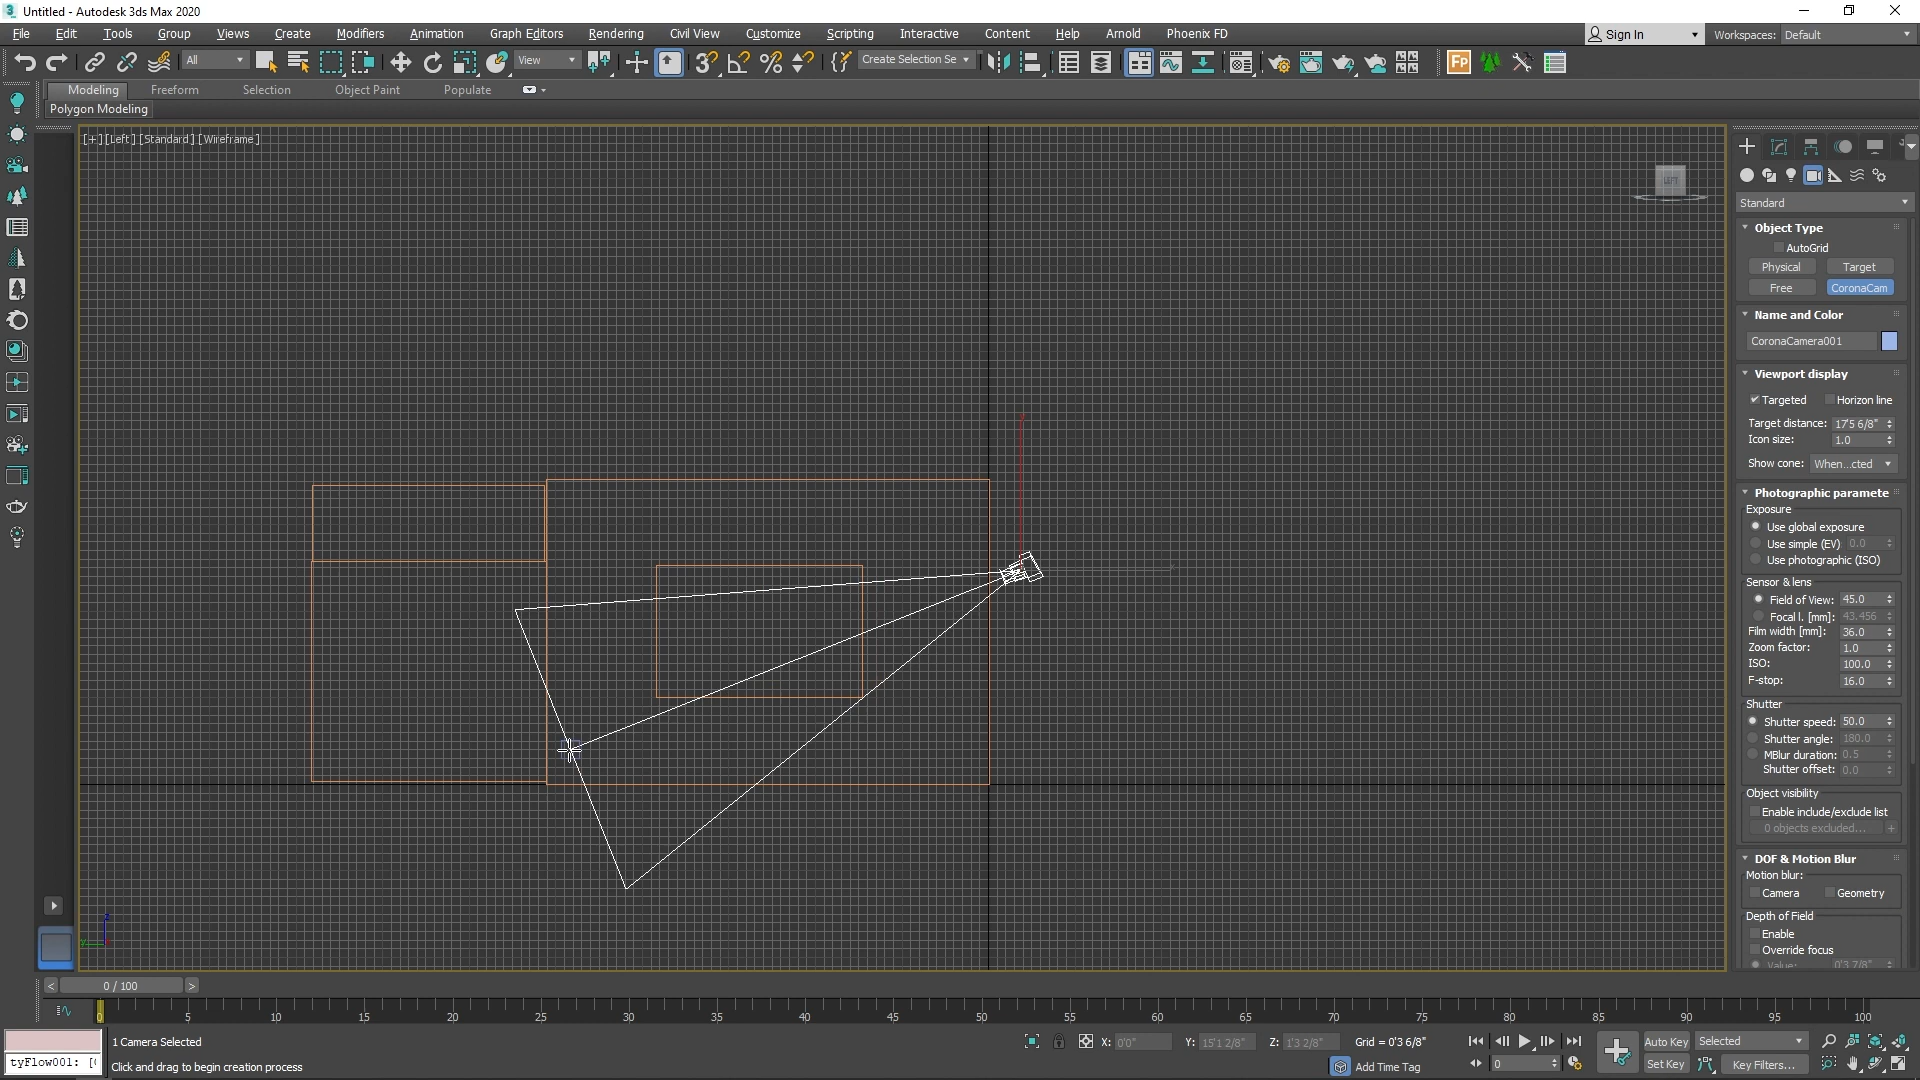 Untitled - Autodesk 3ds Max 2020
File Edit Tools Group Views Create Modifiers Animation Graph Editors Rendering Civil View Customize Scripting Interactive Content Help Arnold Phoenix FD Sign In Workspaces: Default
All View Create Selection Se
Modeling Freeform Selection Object Paint Populate
Polygon Modeling
[+] [Left] [Standard] [Wireframe]
LEFT
Standard
Object Type
AutoGrid
Physical Target
Free CoronaCam
Name and Color
CoronaCamera001
Viewport display
Targeted Horizon line
Target distance: 17'5 6/8"
Icon size: 1.0
Show cone: When...cted
Photographic paramete
Exposure
Use global exposure
Use simple (EV) 0.0
Use photographic (ISO)
Sensor & lens
Field of View: 45.0
Focal l. [mm]: 43.456
Film width [mm]: 36.0
Zoom factor: 1.0
ISO: 100.0
F-stop: 16.0
Shutter
Shutter speed: 50.0
Shutter angle: 180.0
MBlur duration: 0.5
Shutter offset: 0.0
Object visibility
Enable include/exclude list
0 objects excluded... +
DOF & Motion Blur
Motion blur:
Camera Geometry
Depth of Field
Enable
Override focus
Value: 0'3 7/8"
z
y
< 0 / 100 >
0 5 10 15 20 25 30 35 40 45 50 55 60 65 70 75 80 85 90 95 100
1 Camera Selected X: 0'0" Y: 15'1 2/8" Z: 1'3 2/8" Grid = 0'3 6/8" Auto Key Selected
tyFlow001: [( Click and drag to begin creation process Add Time Tag 0 Set Key Key Filters...